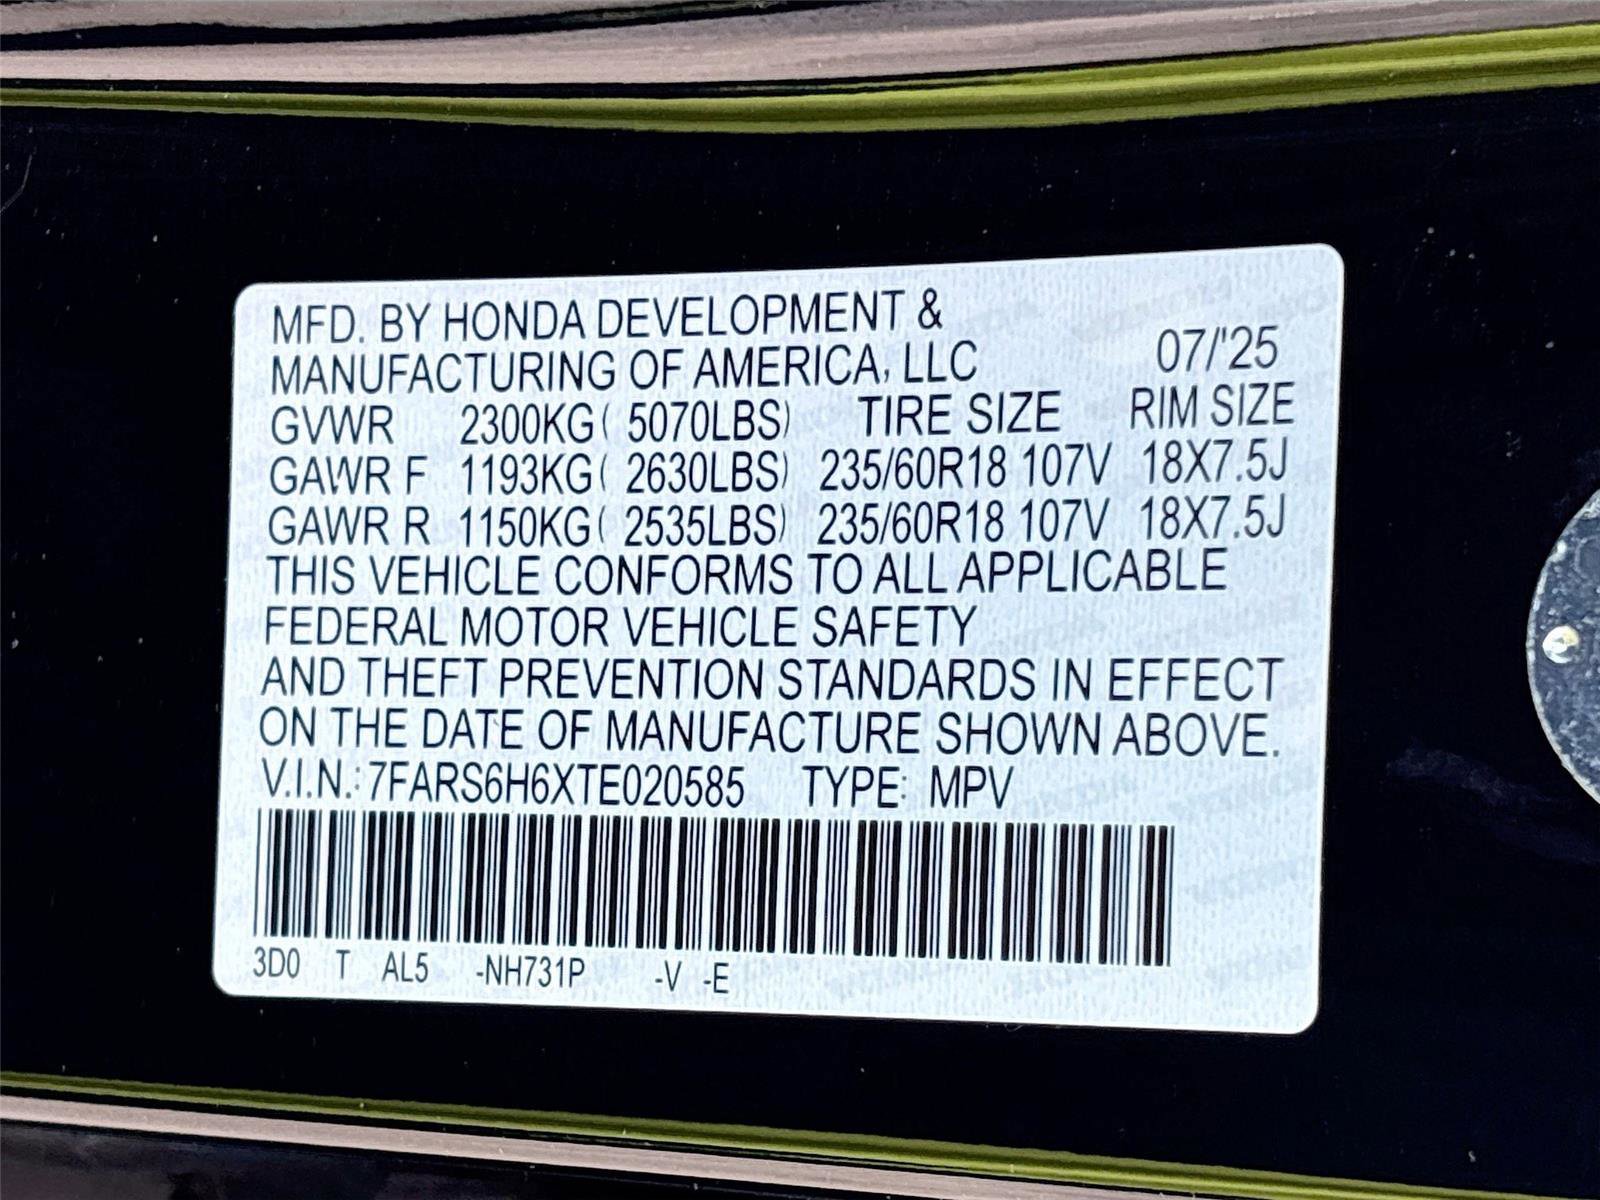 MFD. BY HONDA DEVELOPMENT &
MANUFACTURING OF AMERICA, LLC 07/'25
GVWR 2300KG( 5070LBS) TIRE SIZE RIM SIZE
GAWR F 1193KG( 2630LBS) 235/60R18 107V 18X7.5J
GAWR R 1150KG( 2535LBS) 235/60R18 107V 18X7.5J
THIS VEHICLE CONFORMS TO ALL APPLICABLE
FEDERAL MOTOR VEHICLE SAFETY
AND THEFT PREVENTION STANDARDS IN EFFECT
ON THE DATE OF MANUFACTURE SHOWN ABOVE.
V.I.N.: 7FARS6H6XTE020585 TYPE: MPV
3D0 T AL5 -NH731P -V -E